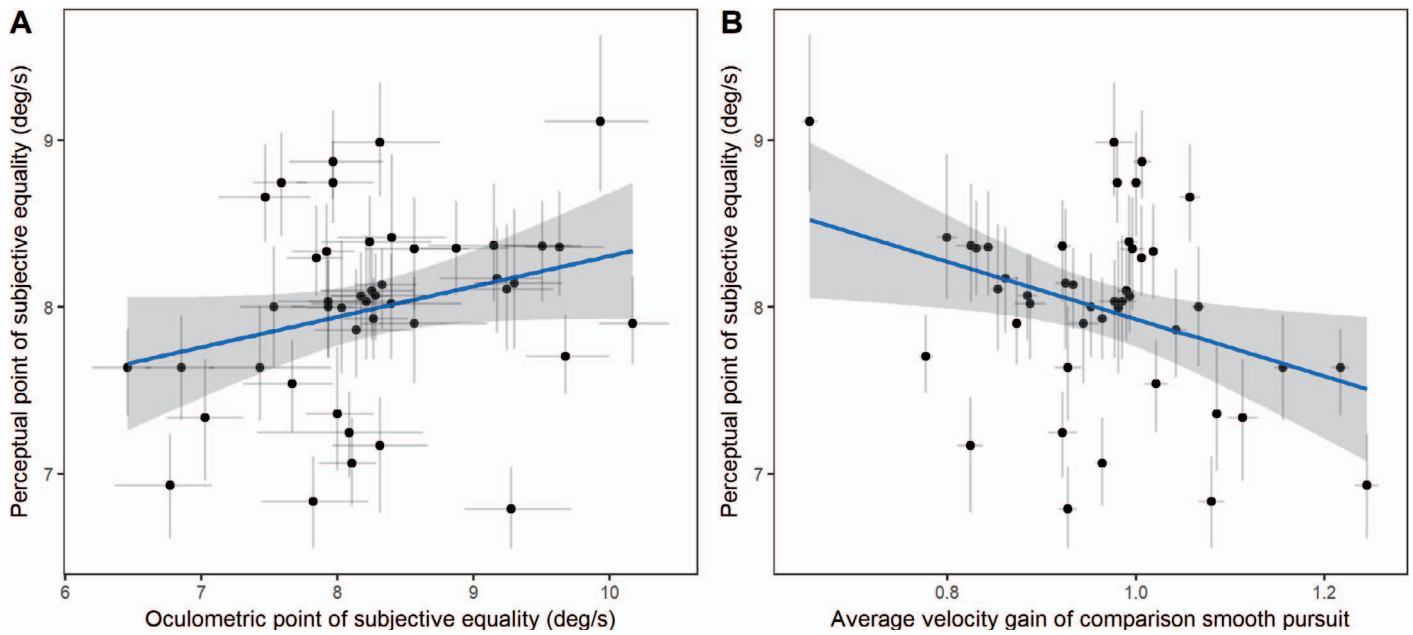 A
B
Perceptual point of subjective equality (deg/s)
9
8
7
6
7
8
9
10
Oculometric point of subjective equality (deg/s)
Perceptual point of subjective equality (deg/s)
9
8
7
0.8
1.0
1.2
Average velocity gain of comparison smooth pursuit